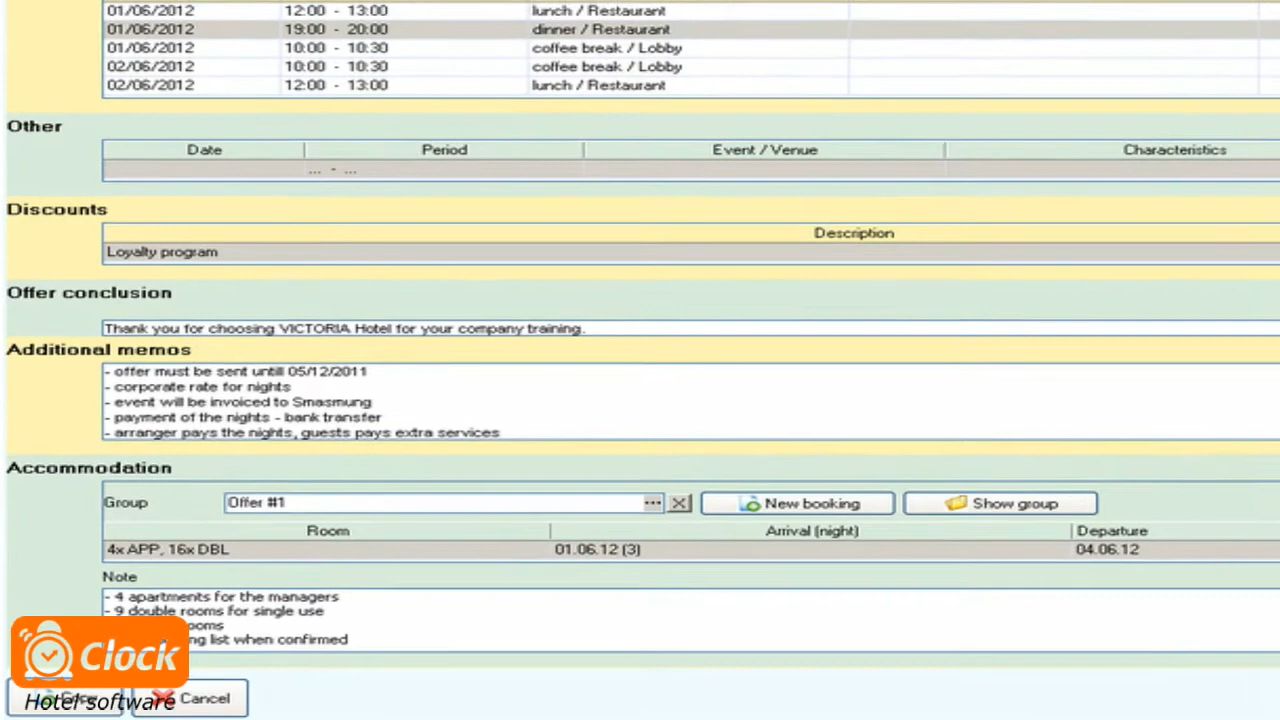 01/06/2012 12:00 - 13:00 lunch / Restaurant
01/06/2012 19:00 - 20:00 dinner / Restaurant
01/06/2012 10:00 - 10:30 coffee break / Lobby
02/06/2012 10:00 - 10:30 coffee break / Lobby
02/06/2012 12:00 - 13:00 lunch / Restaurant
Other
Date Period Event / Venue Characteristics
... - ...
Discounts
Description
Loyalty program
Offer conclusion
Thank you for choosing VICTORIA Hotel for your company training.
Additional memos
- offer must be sent untill 05/12/2011
- corporate rate for nights
- event will be invoiced to Smasmung
- payment of the nights - bank transfer
- arranger pays the nights, guests pays extra services
Accommodation
Group Offer #1 ... New booking Show group
Room Arrival (night) Departure
4x APP, 16x DBL 01.06.12 (3) 04.06.12
Note
- 4 apartments for the managers
- 9 double rooms for single use
list when confirmed
Clock
Cancel
Hotel software